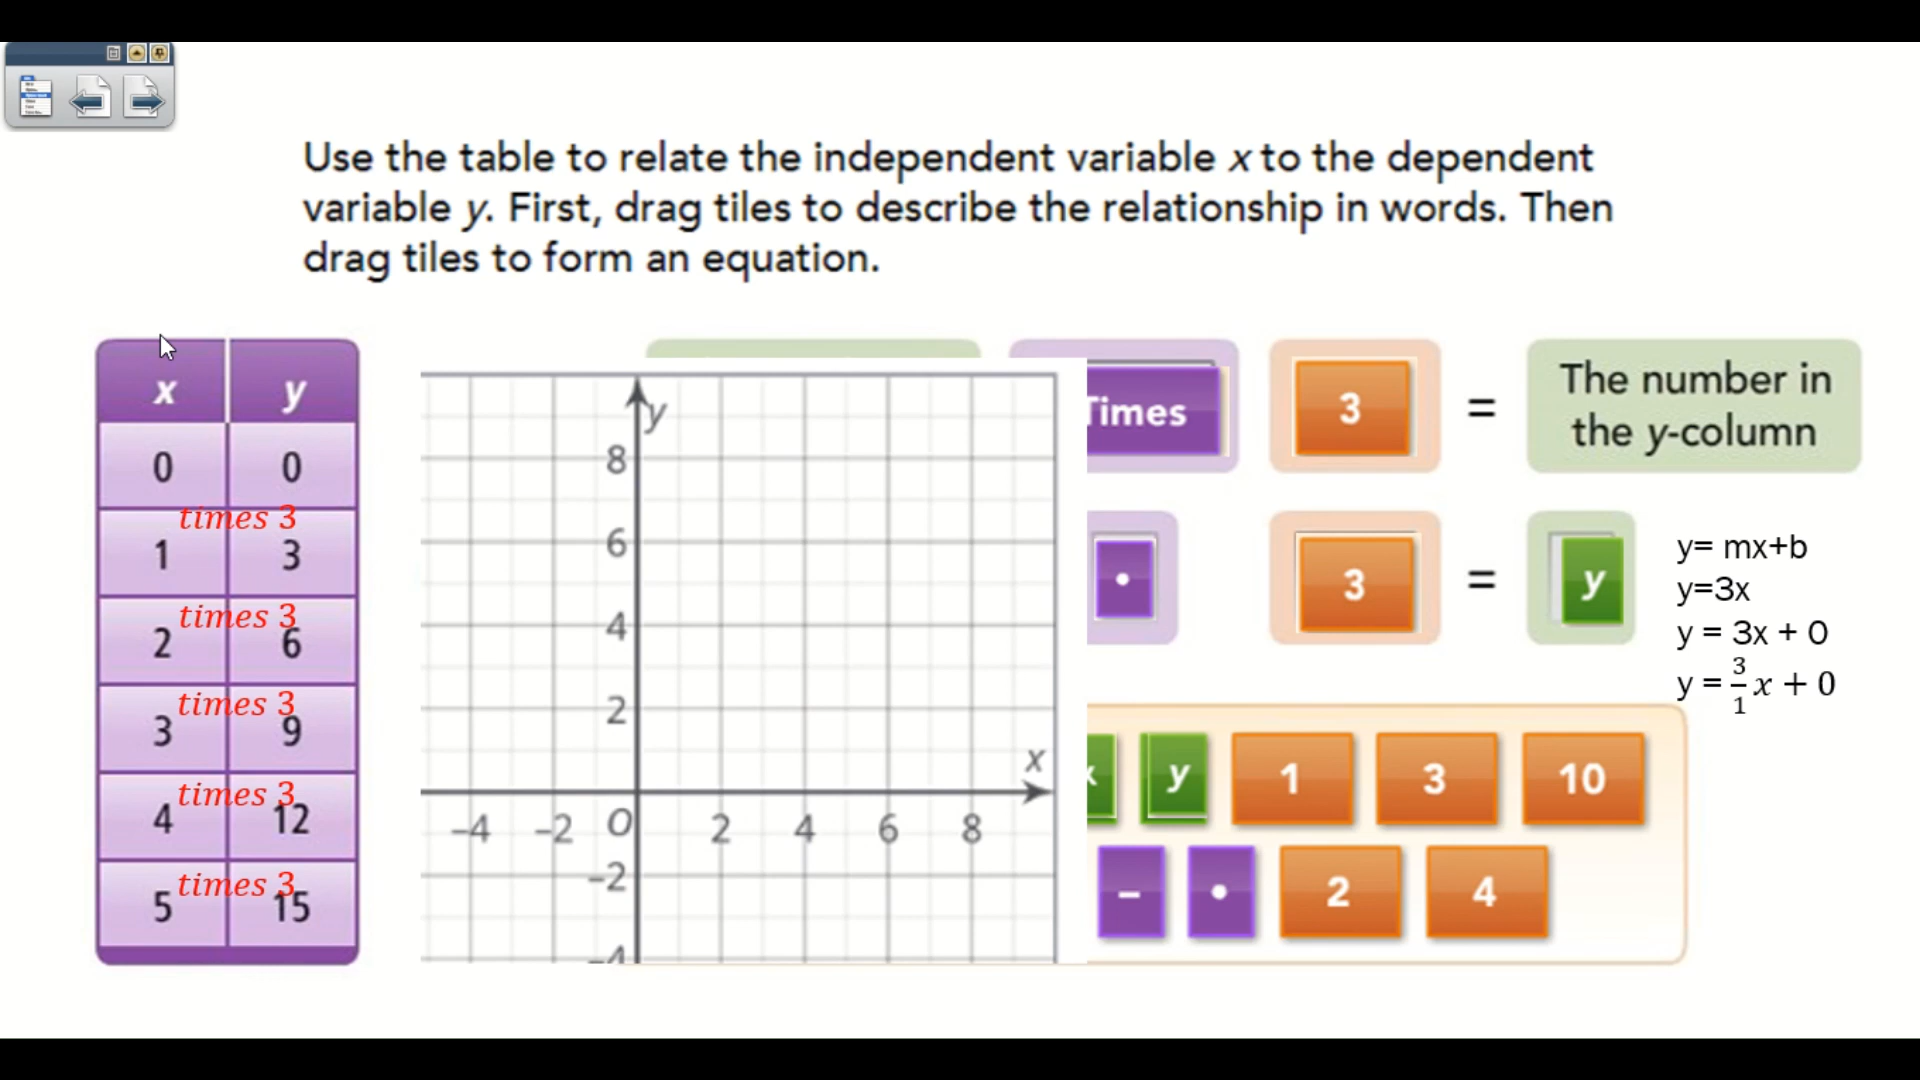 Use the table to relate the independent variable x to the dependent
variable y. First, drag tiles to describe the relationship in words. Then
drag tiles to form an equation.
x y
0 0
times 3
1 3
times 3
2 6
times 3
3 9
times 3
4 12
times 3
5 15
y
8
6
4
2
x
-4 -2 O 2 4 6 8
-2
-4
Times 3 = The number in
the y-column
• 3 = y
y= mx+b
y=3x
y = 3x + 0
y = 3/1 x + 0
x y 1 3 10
– • 2 4